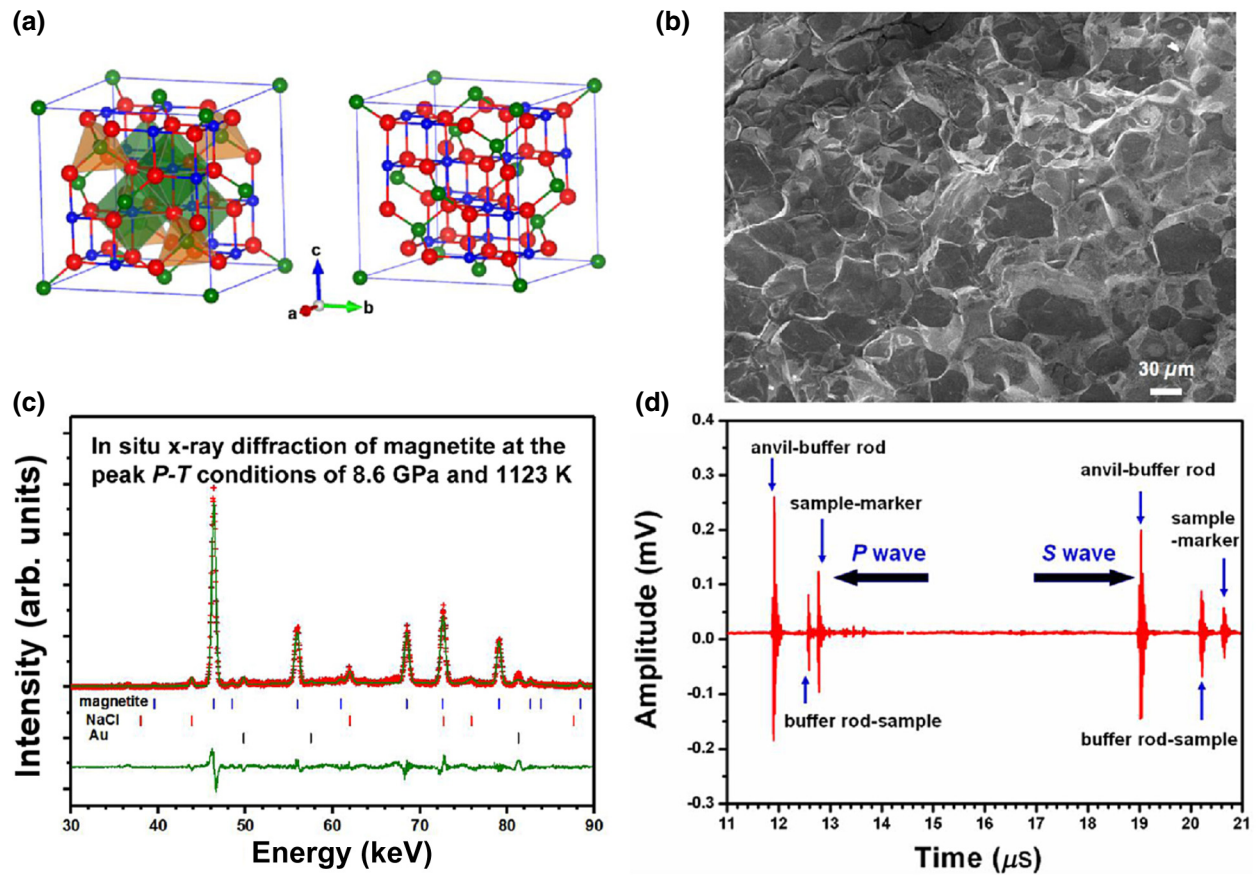 (a)
c
a
b
(b)
30 μm
(c)
In situ x-ray diffraction of magnetite at the
peak P-T conditions of 8.6 GPa and 1123 K
Intensity (arb. units)
magnetite
NaCl
Au
30 40 50 60 70 80 90
Energy (keV)
(d)
0.4
0.3
0.2
0.1
0.0
-0.1
-0.2
-0.3
Amplitude (mV)
anvil-buffer rod
sample-marker
P wave
buffer rod-sample
S wave
anvil-buffer rod
sample
-marker
buffer rod-sample
11 12 13 14 15 16 17 18 19 20 21
Time (μs)